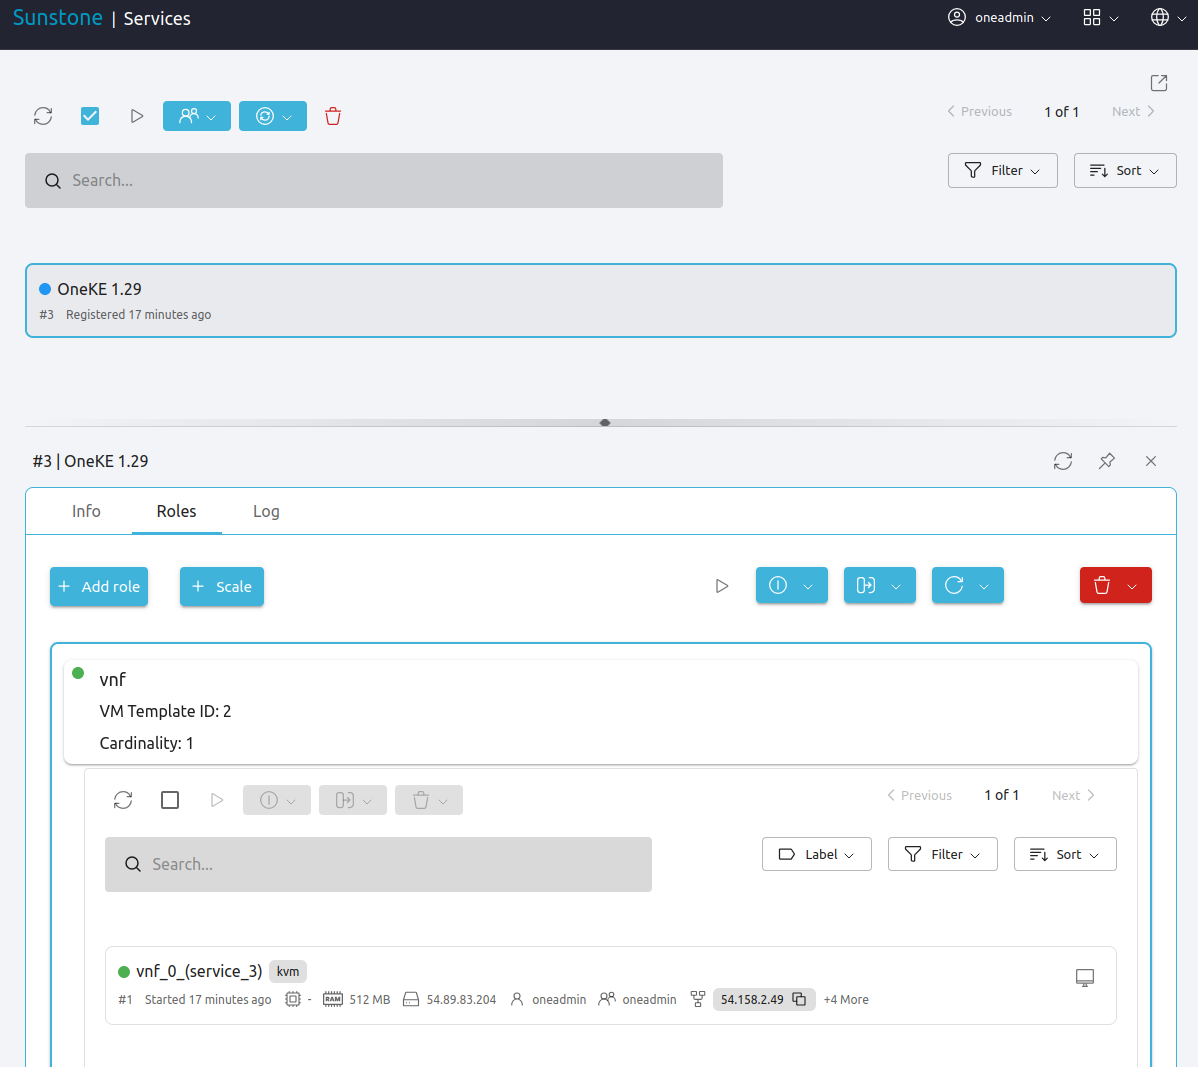 Sunstone | Services
oneadmin
Previous 1 of 1 Next
Search...
Filter
Sort
OneKE 1.29
#3 Registered 17 minutes ago
#3 | OneKE 1.29
Info Roles Log
+ Add role
+ Scale
vnf
VM Template ID: 2
Cardinality: 1
Previous 1 of 1 Next
Search...
Label
Filter
Sort
vnf_0_(service_3) kvm
#1 Started 17 minutes ago - RAM 512 MB 54.89.83.204 oneadmin oneadmin 54.158.2.49 +4 More